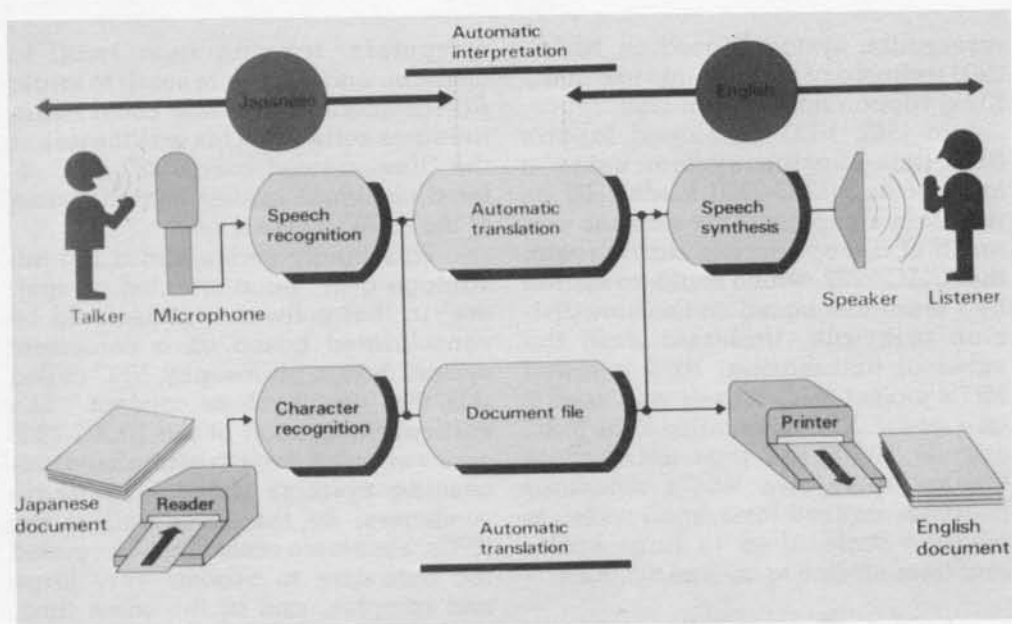 Automatic
interpretation
Japanese
English
Speech
recognition
Automatic
translation
Speech
synthesis
Talker
Microphone
Speaker
Listener
Character
recognition
Document file
Printer
Japanese
document
Reader
Automatic
translation
English
document